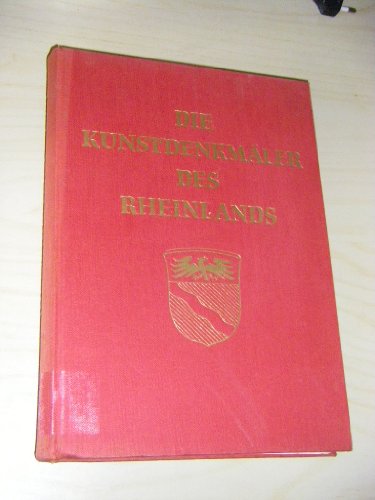 DIE
KUNSTDENKMÄLER
DES
RHEINLANDS